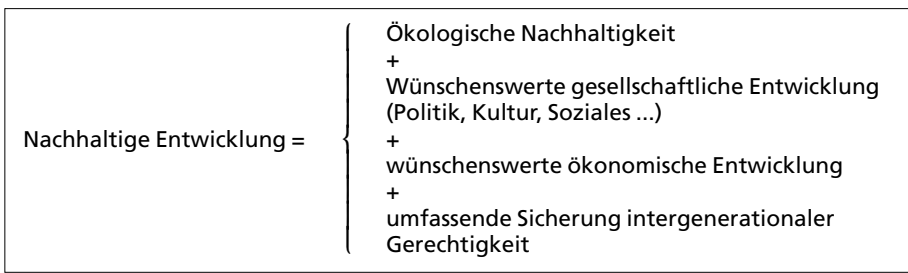 Ökologische Nachhaltigkeit
+
Wünschenswerte gesellschaftliche Entwicklung
(Politik, Kultur, Soziales ...)
Nachhaltige Entwicklung =
+
wünschenswerte ökonomische Entwicklung
+
umfassende Sicherung intergenerationaler
Gerechtigkeit